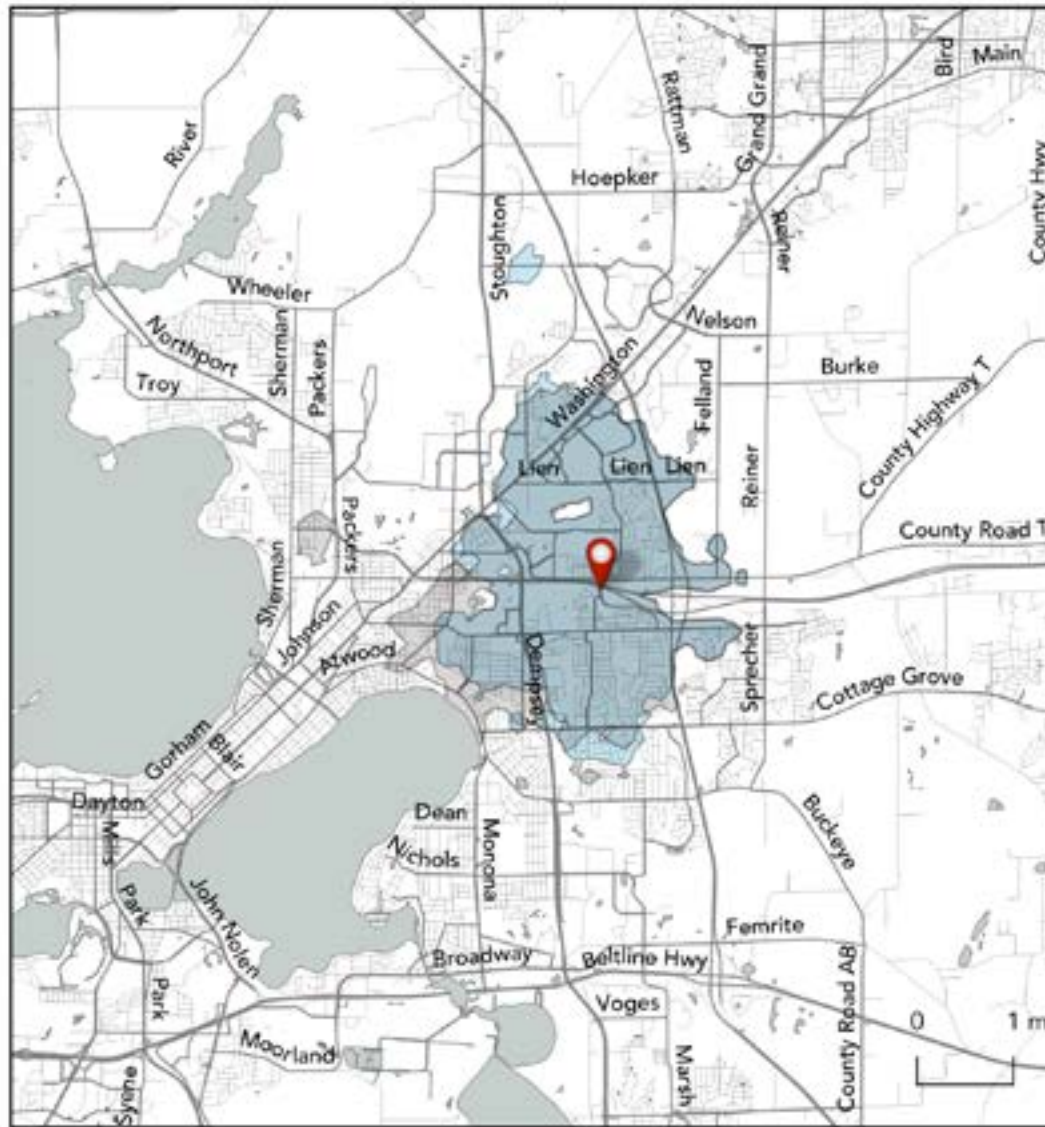 Bird
Main
Rattman
Grand Grand
River
County Hwy
Hoepker
Stoughton
Reiner
Wheeler
Nelson
Northport
Sherman
Packers
Washington
Burke
Troy
Felland
County Highway T
Lien
Lien
Lien
Reiner
Packers
County Road T
Sherman
Johnson
Atwood
Dempsey
Sprecher
Cottage Grove
Gorham
Blair
Dayton
Mills
Dean
Monona
Buckeye
Nichols
Park
John Nolen
Femrite
Broadway
Beltline Hwy
County Road AB
Park
Voges
0
1 m
Moorland
Marsh
Syene